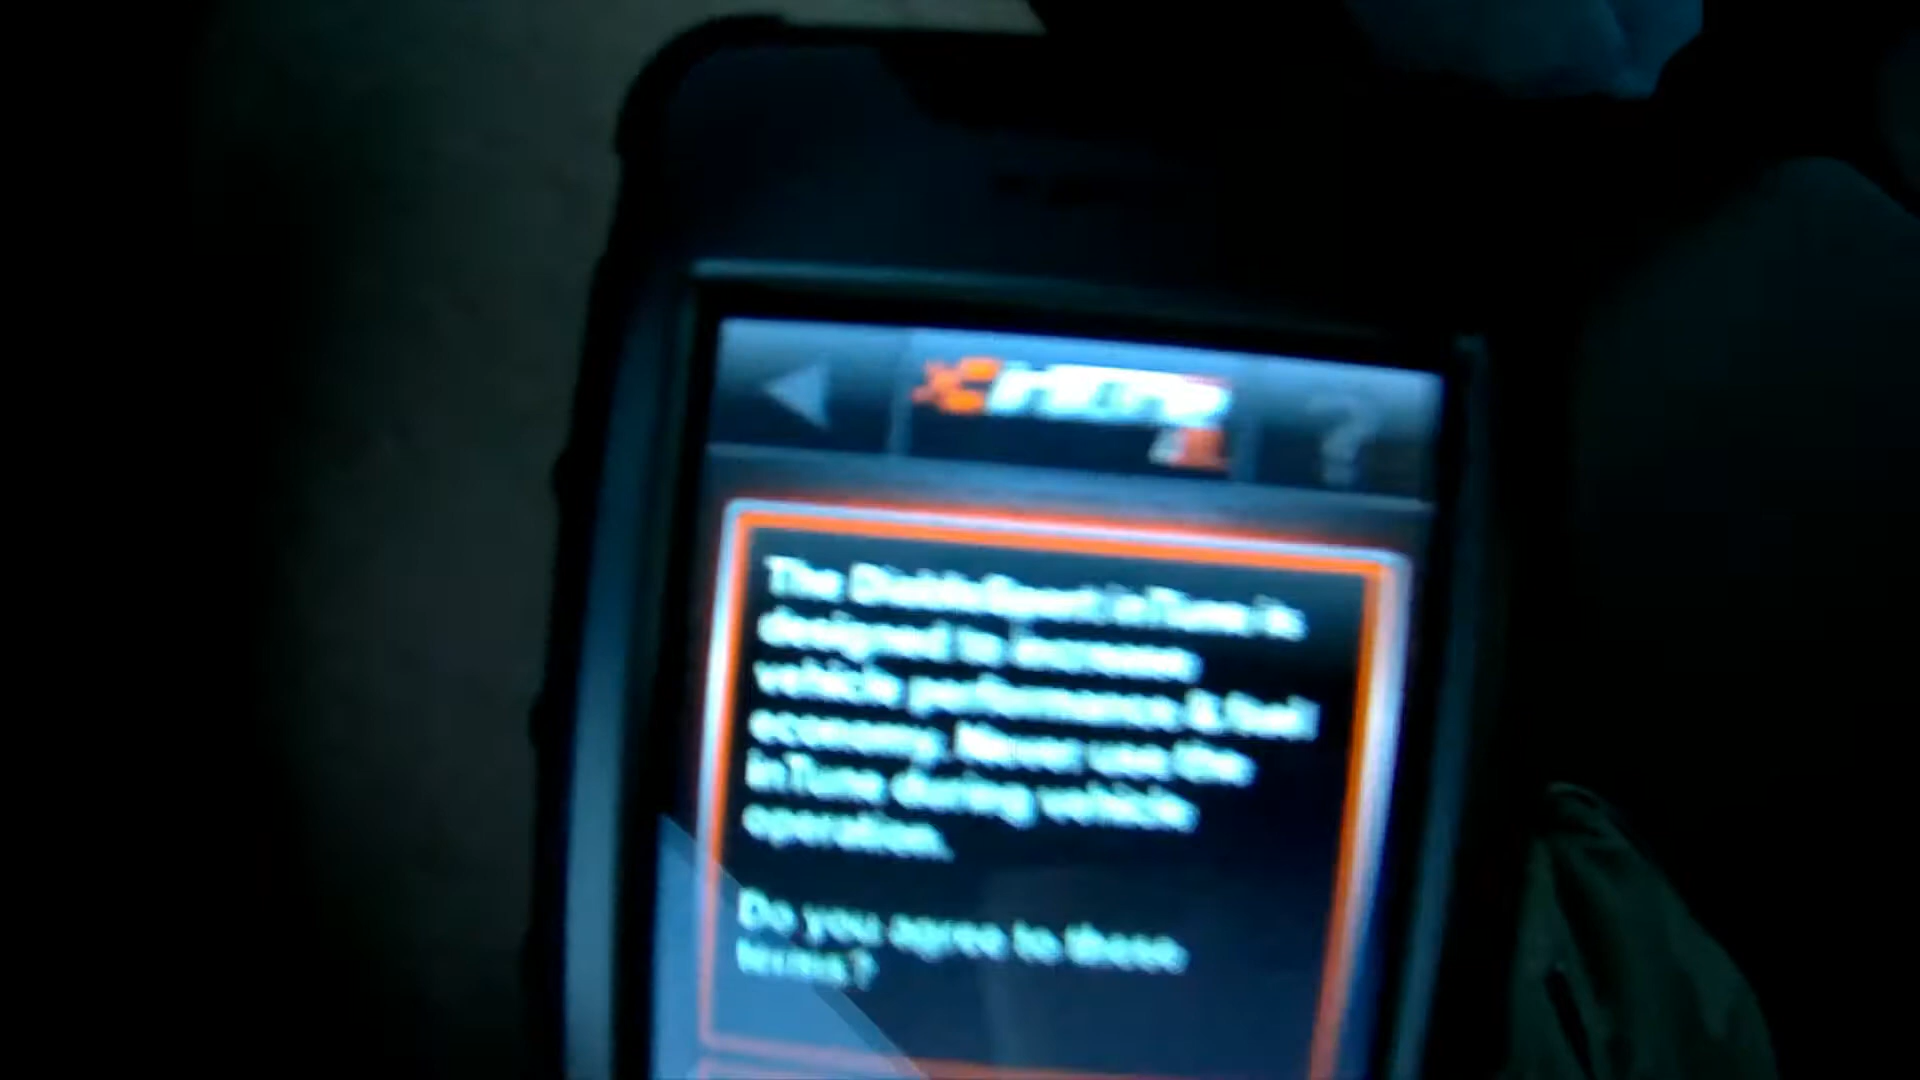 inTune
?
The DiabloSport inTune is
designed to increase
vehicle performance & fuel
economy. Never use the
inTune during vehicle
operation.
Do you agree to these
terms?